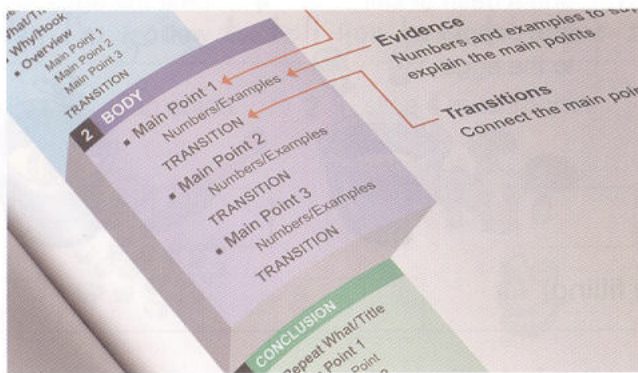 What/Title
Why/Hook
▪ Overview
Main Point 1
Main Point 2
Main Point 3
TRANSITION
2 BODY
▪ Main Point 1
Numbers/Examples
TRANSITION
▪ Main Point 2
Numbers/Examples
TRANSITION
▪ Main Point 3
Numbers/Examples
TRANSITION
CONCLUSION
Repeat What/Title
Point 1
Point
Evidence
Numbers and examples to
explain the main points
Transitions
Connect the main